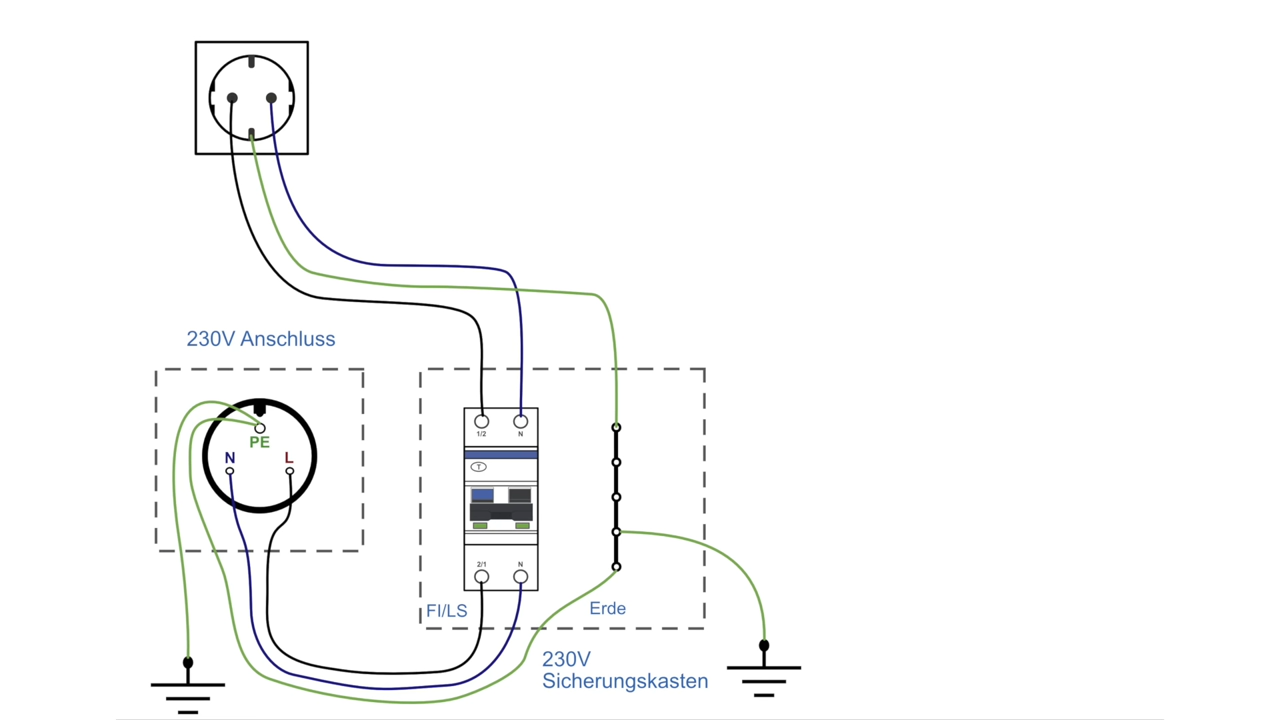 230V Anschluss
PE
N
L
1/2
N
T
2/1
N
FI/LS
Erde
230V
Sicherungskasten